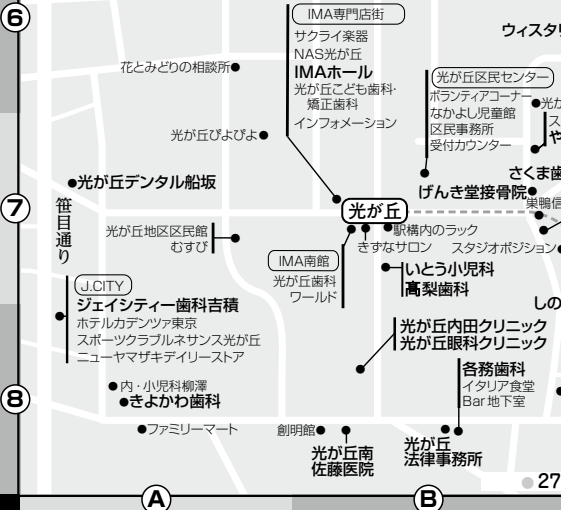 ⑥
IMA専門店街
サクライ楽器
NAS光が丘
IMAホール
光が丘こども歯科・
矯正歯科
インフォメーション
花とみどりの相談所
光が丘ぴよぴよ
光が丘区民センター
ボランティアコーナー
なかよし児童館
区民事務所
受付カウンター
⑦
光が丘デンタル船坂
笹目通り
光が丘地区区民館
むすび
光が丘
げんき堂接骨院
駅構内のラック
きずなサロン
スタジオポジション
IMA南館
光が丘歯科
ワールド
いとう小児科
髙梨歯科
J.CITY
ジェイシティー歯科吉積
ホテルカデンツァ東京
スポーツクラブルネサンス光が丘
ニューヤマザキデイリーストア
光が丘内田クリニック
光が丘眼科クリニック
⑧
内・小児科柳澤
きよかわ歯科
各務歯科
イタリア食堂
Bar 地下室
ファミリーマート
創明館
光が丘南
佐藤医院
光が丘
法律事務所
27
Ⓐ
Ⓑ